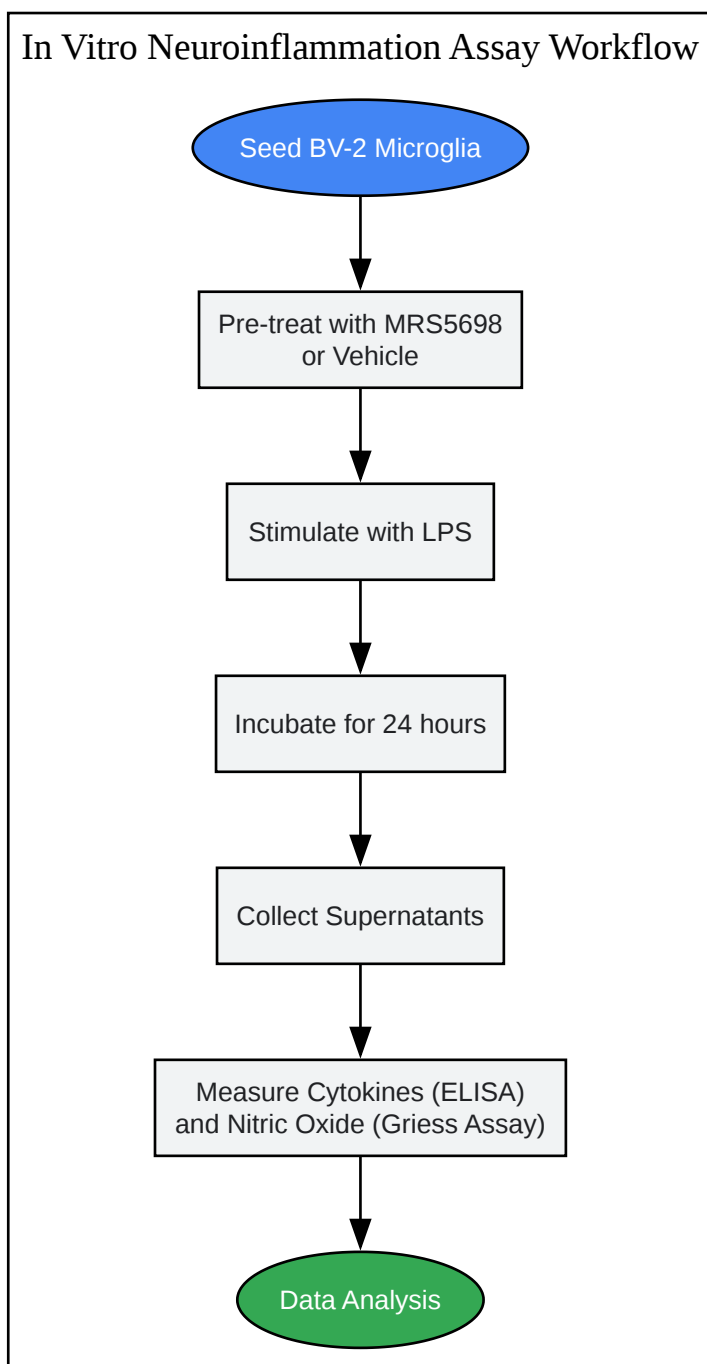 In Vitro Neuroinflammation Assay Workflow
Seed BV-2 Microglia
Pre-treat with MRS5698
or Vehicle
Stimulate with LPS
Incubate for 24 hours
Collect Supernatants
Measure Cytokines (ELISA)
and Nitric Oxide (Griess Assay)
Data Analysis